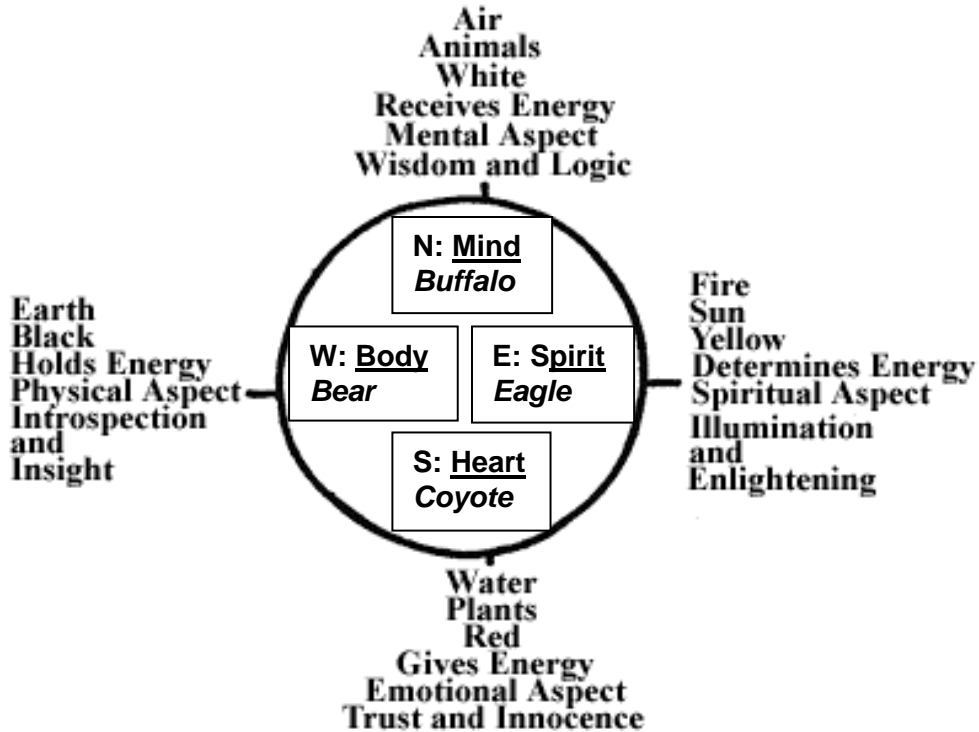 Air
Animals
White
Receives Energy
Mental Aspect
Wisdom and Logic
N: Mind
Buffalo
Earth
Black
Holds Energy
Physical Aspect
Introspection
and
Insight
W: Body
Bear
E: Spirit
Eagle
Fire
Sun
Yellow
Determines Energy
Spiritual Aspect
Illumination
and
Enlightening
S: Heart
Coyote
Water
Plants
Red
Gives Energy
Emotional Aspect
Trust and Innocence